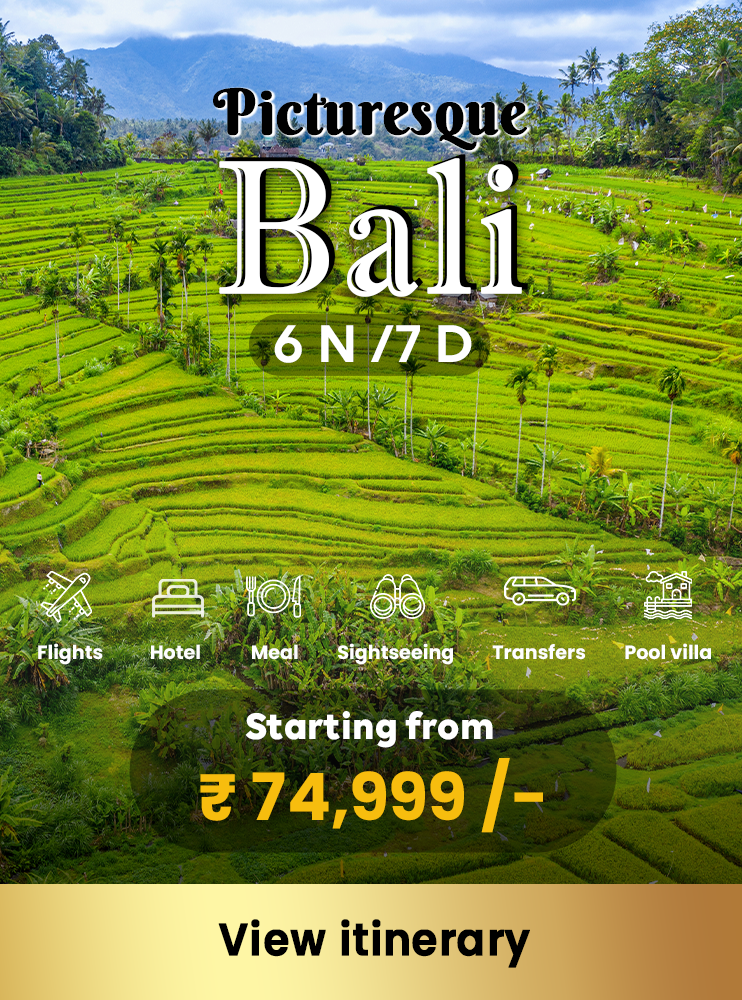 Picturesque
Bali
6 N /7 D
Flights Hotel Meal Sightseeing Transfers Pool villa
Starting from
₹ 74,999 /-
View itinerary